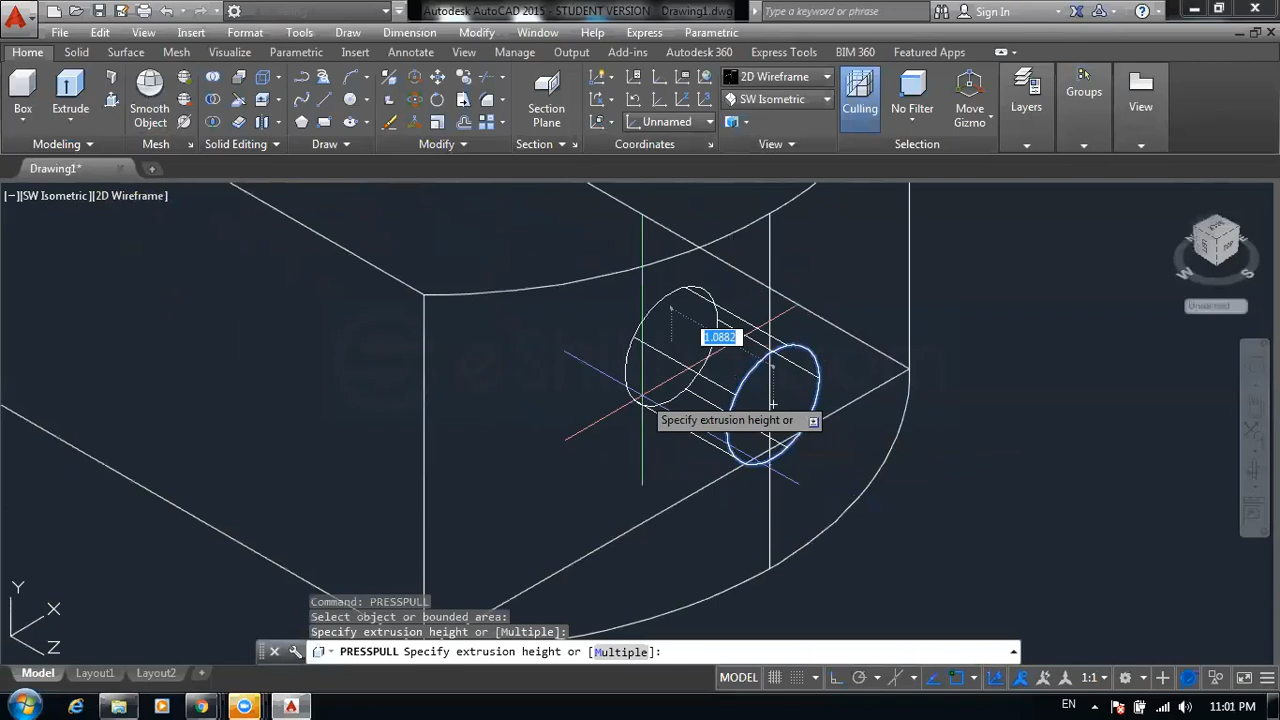 Autodesk AutoCAD 2015 - STUDENT VERSION Drawing1.dwg
Type a keyword or phrase
Sign In
File Edit View Insert Format Tools Draw Dimension Modify Window Help Express Parametric
Home Solid Surface Mesh Visualize Parametric Insert Annotate View Manage Output Add-ins Autodesk 360 Express Tools BIM 360 Featured Apps
2D Wireframe
SW Isometric
Unnamed
Box Extrude Smooth Object Section Plane Culling No Filter Move Gizmo Layers Groups View
Modeling Mesh Solid Editing Draw Modify Section Coordinates View Selection
Drawing1*
[−][SW Isometric][2D Wireframe]
W S
Unnamed
1.0882
Specify extrusion height or
Y
X
Z
Command: PRESSPULL
Select object or bounded area:
Specify extrusion height or [Multiple]:
PRESSPULL Specify extrusion height or [Multiple]:
Model Layout1 Layout2 +
MODEL 1:1
EN 11:01 PM